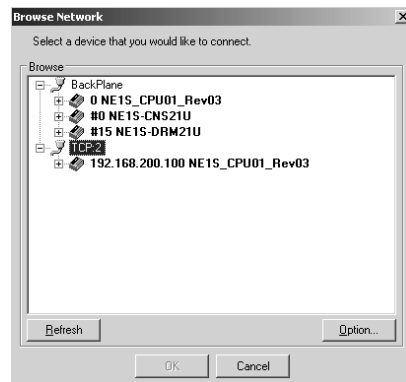 Browse Network
Select a device that you would like to connect.
Browse
BackPlane
0 NE1S_CPU01_Rev03
#0 NE1S-CNS21U
#15 NE1S-DRM21U
TCP:2
192.168.200.100 NE1S_CPU01_Rev03
Refresh
Option...
OK
Cancel